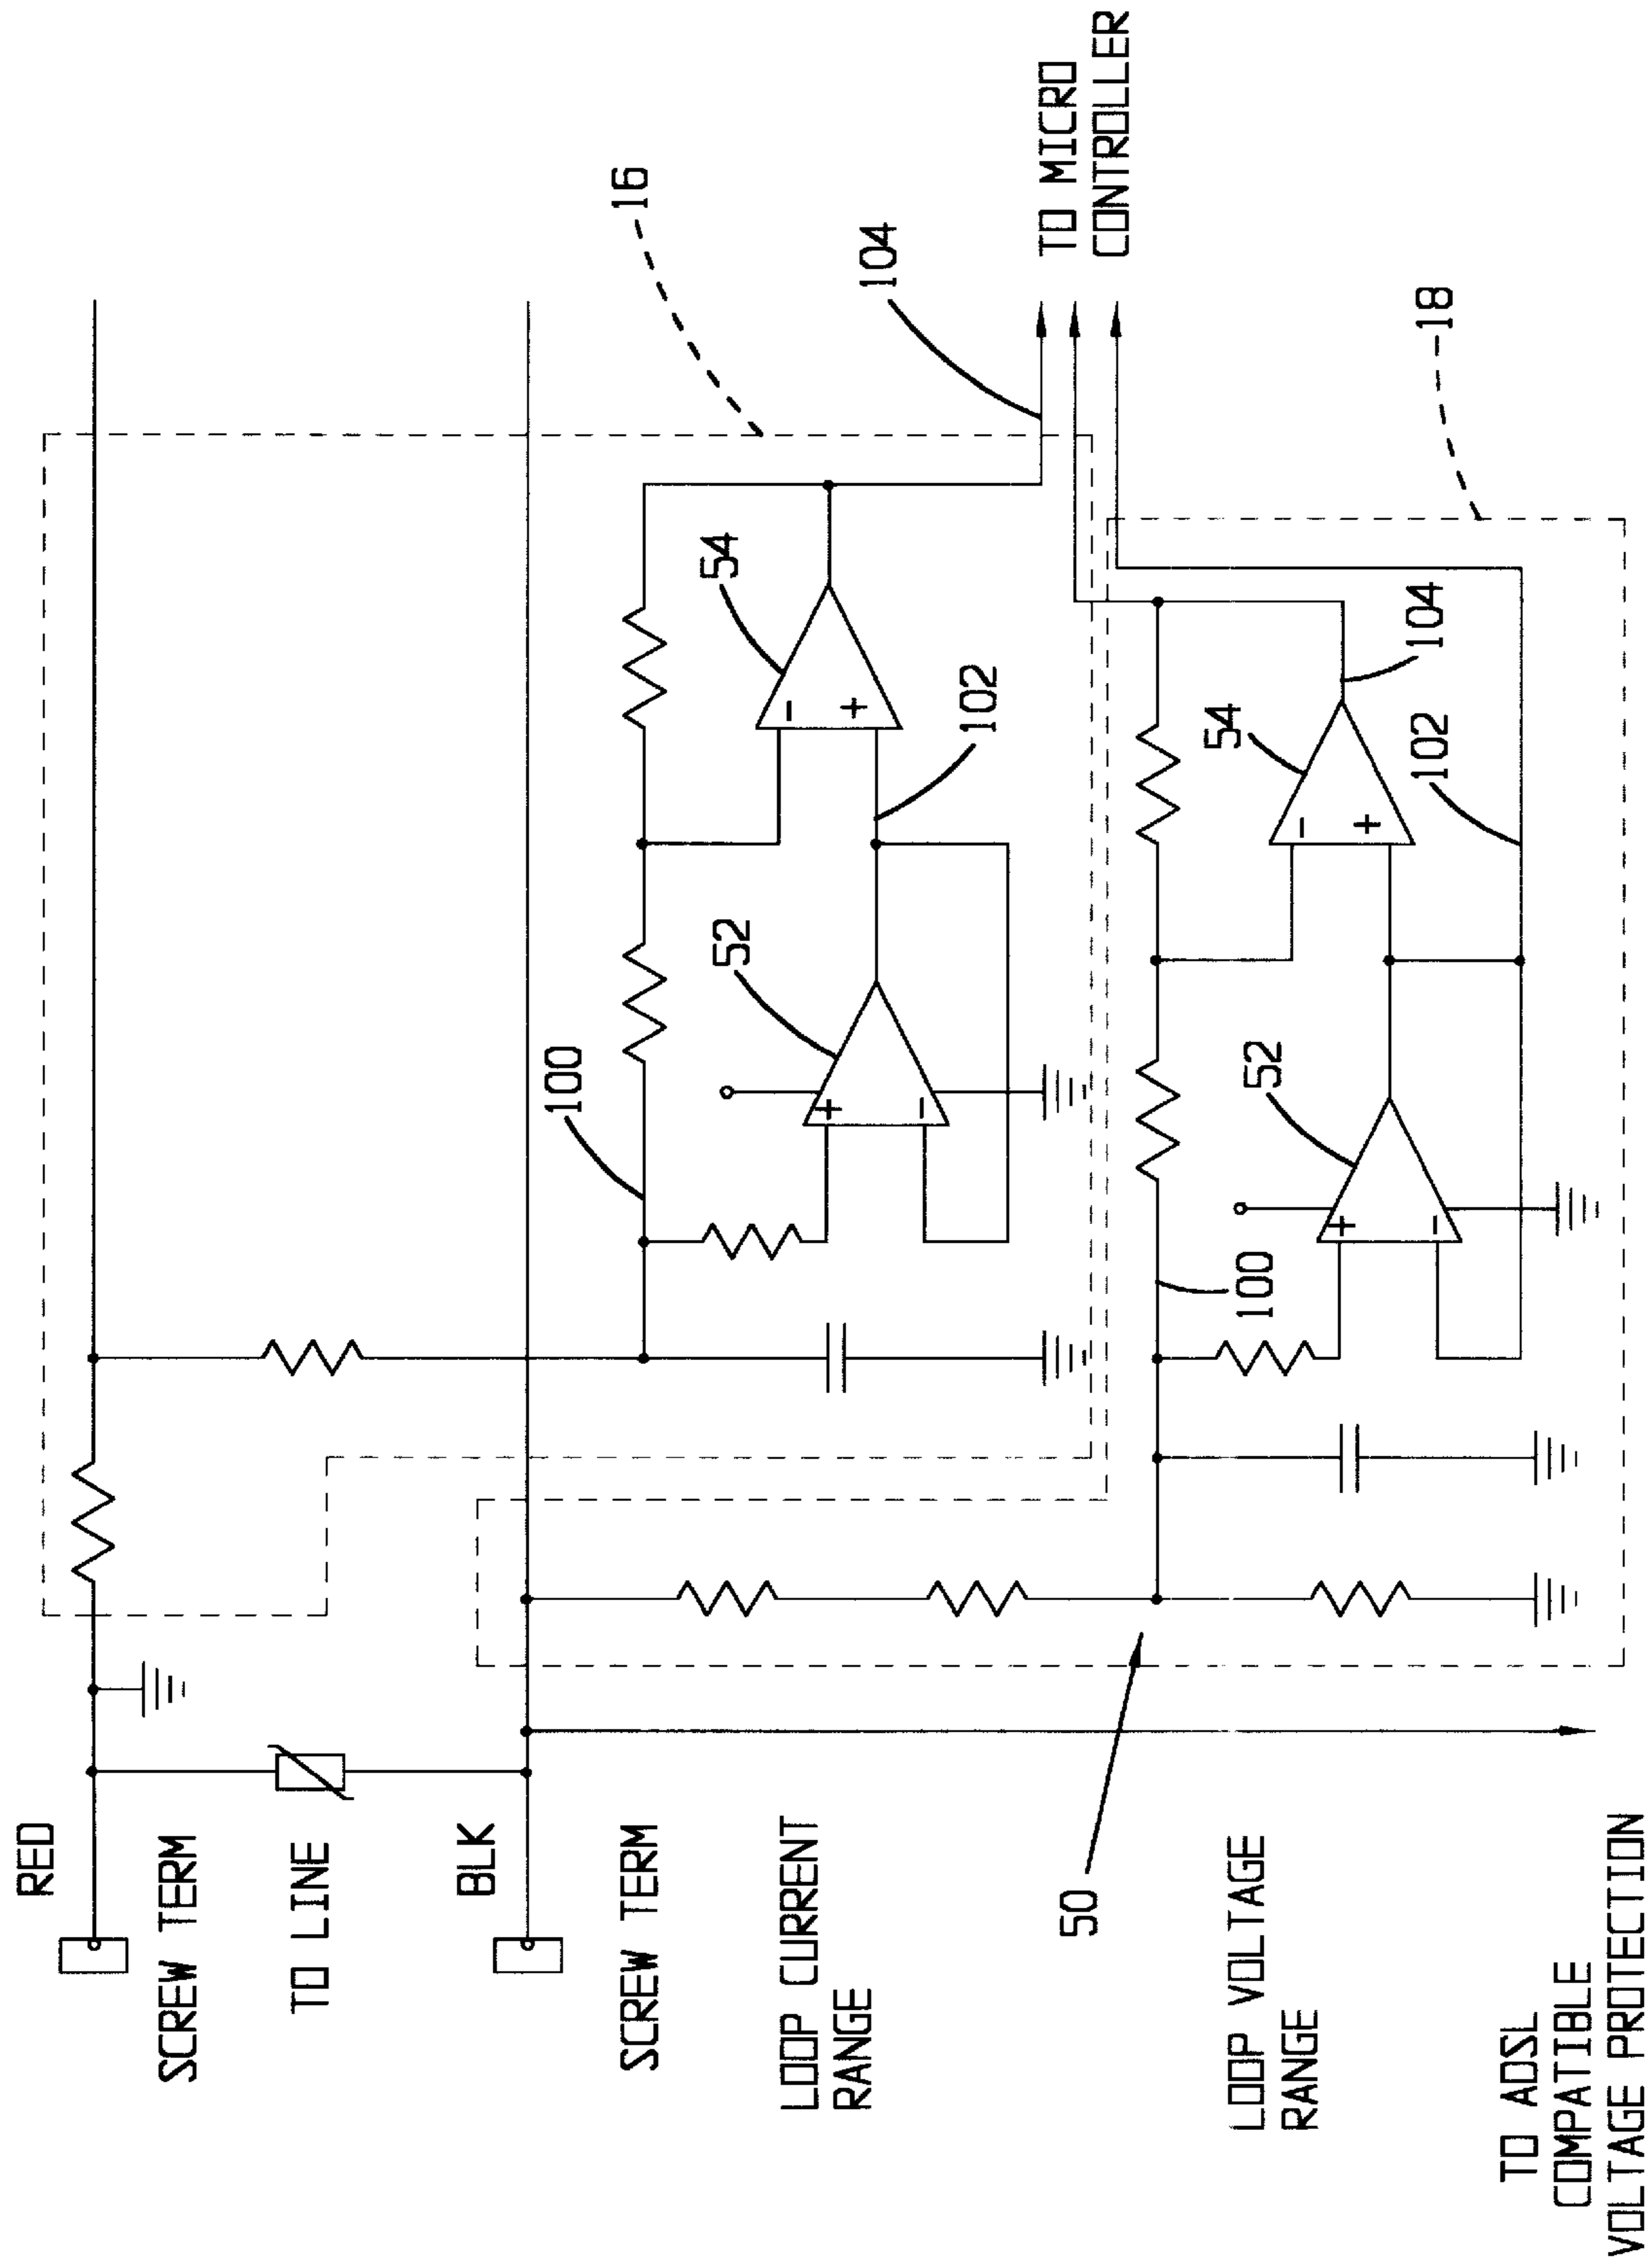 RED
SCREW TERM
TO LINE
BLK
SCREW TERM
LOOP CURRENT
RANGE
LOOP VOLTAGE
RANGE
TO ADSL
COMPATIBLE
VOLTAGE PROTECTION
50
100
52
+
-
102
54
-
+
104
16
TO MICRO
CONTROLLER
100
52
+
-
54
-
+
102
104
18